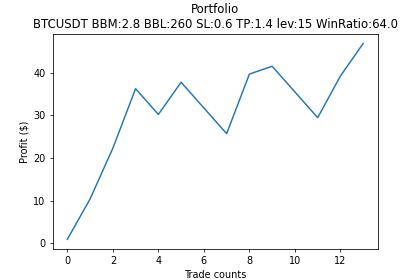 Portfolio
BTCUSDT BBM:2.8 BBL:260 SL:0.6 TP:1.4 lev:15 WinRatio:64.0
40
30
20
10
0
Profit ($)
0 2 4 6 8 10 12
Trade counts